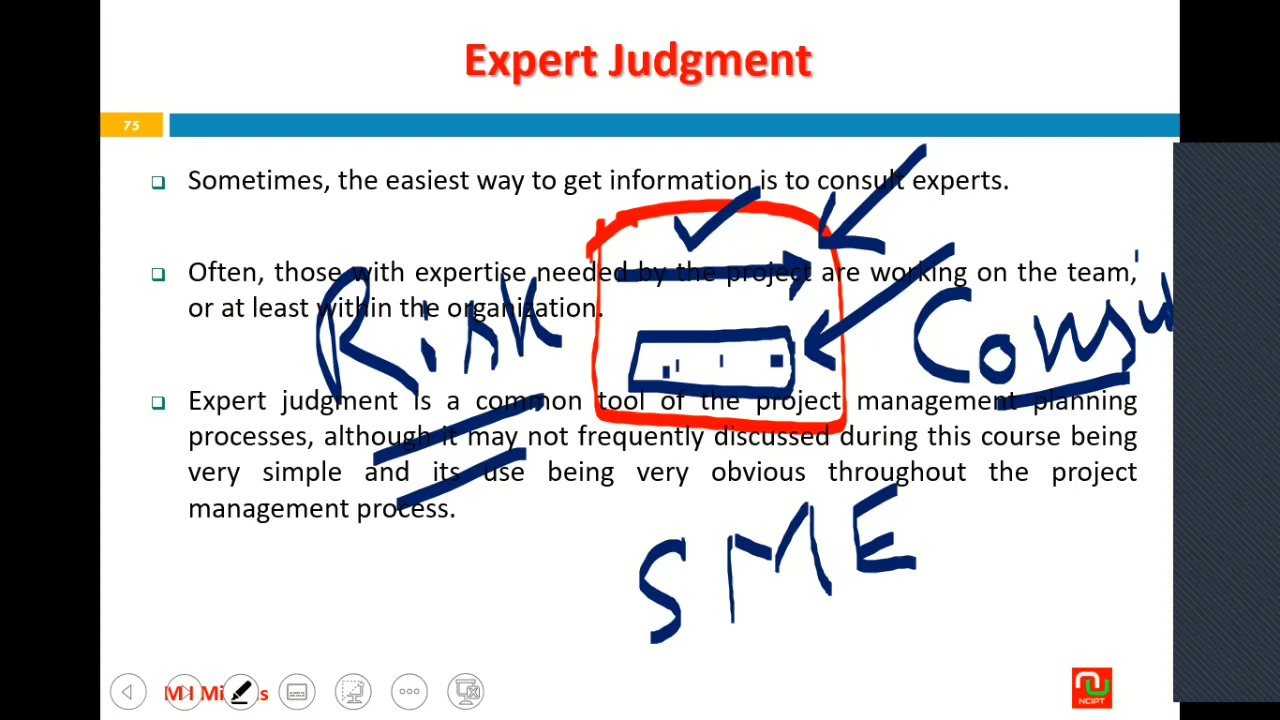 Expert Judgment
75
Sometimes, the easiest way to get information is to consult experts.
Often, those with expertise needed by the project are working on the team,
or at least within the organization.
Risk
Consu
Expert judgment is a common tool of the project management planning
processes, although it may not frequently discussed during this course being
very simple and its use being very obvious throughout the project
management process.
SME
NCIPT